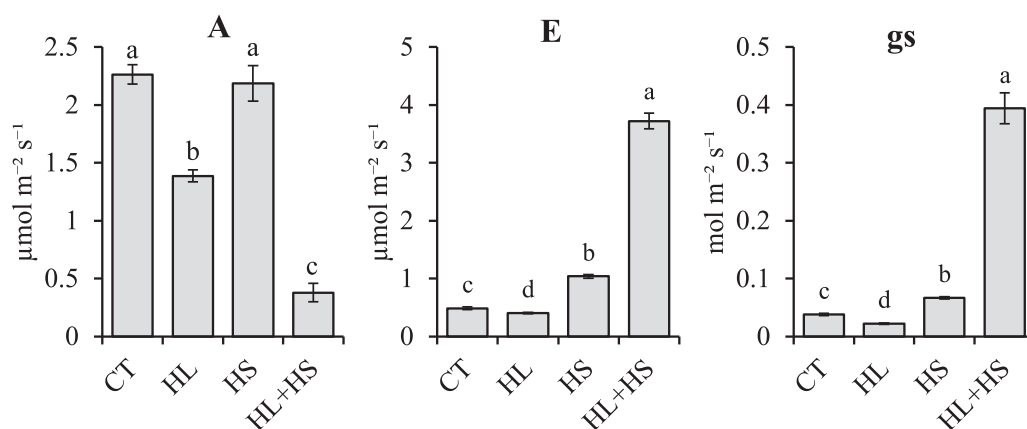 A
μmol m⁻² s⁻¹
2.5
2
1.5
1
0.5
0
a
b
a
c
CT
HL
HS
HL+HS
E
μmol m⁻² s⁻¹
5
4
3
2
1
0
c
d
b
a
CT
HL
HS
HL+HS
gs
mol m⁻² s⁻¹
0.5
0.4
0.3
0.2
0.1
0
c
d
b
a
CT
HL
HS
HL+HS